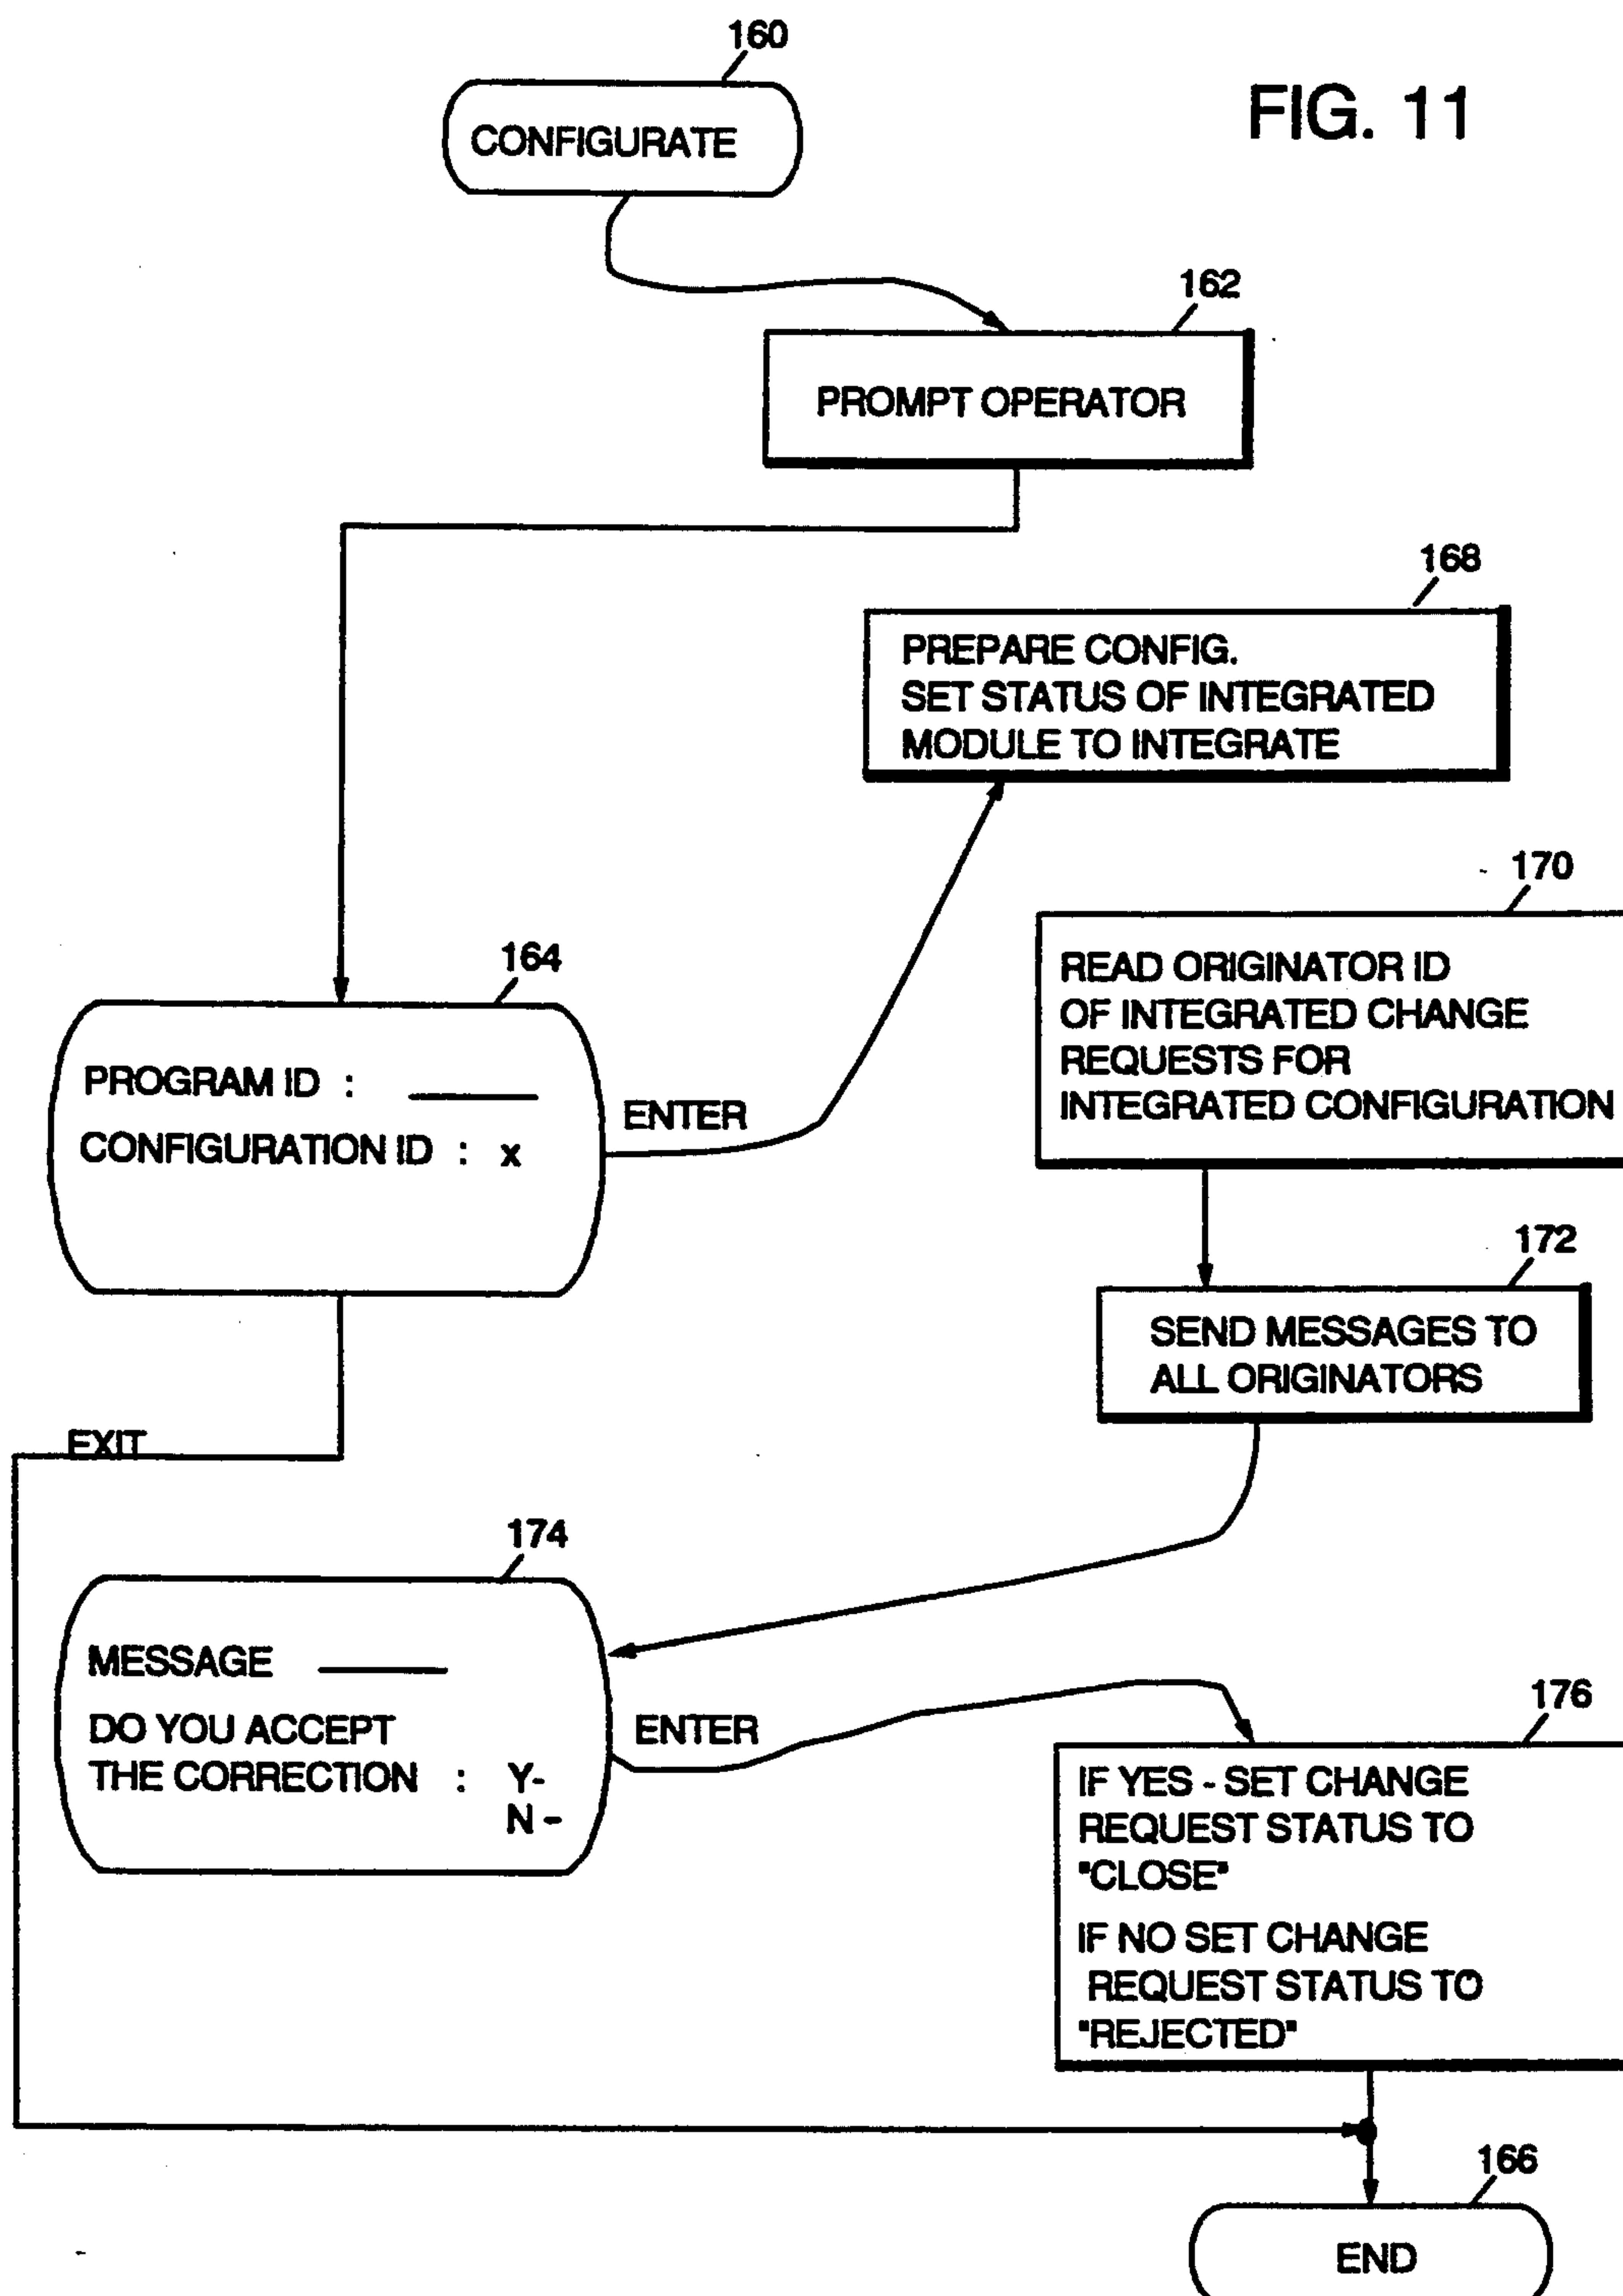 160
FIG. 11
CONFIGURATE
162
PROMPT OPERATOR
168
PREPARE CONFIG.
SET STATUS OF INTEGRATED
MODULE TO INTEGRATE
170
READ ORIGINATOR ID
OF INTEGRATED CHANGE
REQUESTS FOR
INTEGRATED CONFIGURATION
164
PROGRAM ID : ______
CONFIGURATION ID : x
ENTER
172
SEND MESSAGES TO
ALL ORIGINATORS
EXIT
174
MESSAGE ______
DO YOU ACCEPT
THE CORRECTION : Y-
N -
ENTER
176
IF YES - SET CHANGE
REQUEST STATUS TO
"CLOSE"
IF NO SET CHANGE
REQUEST STATUS TO
"REJECTED"
166
END